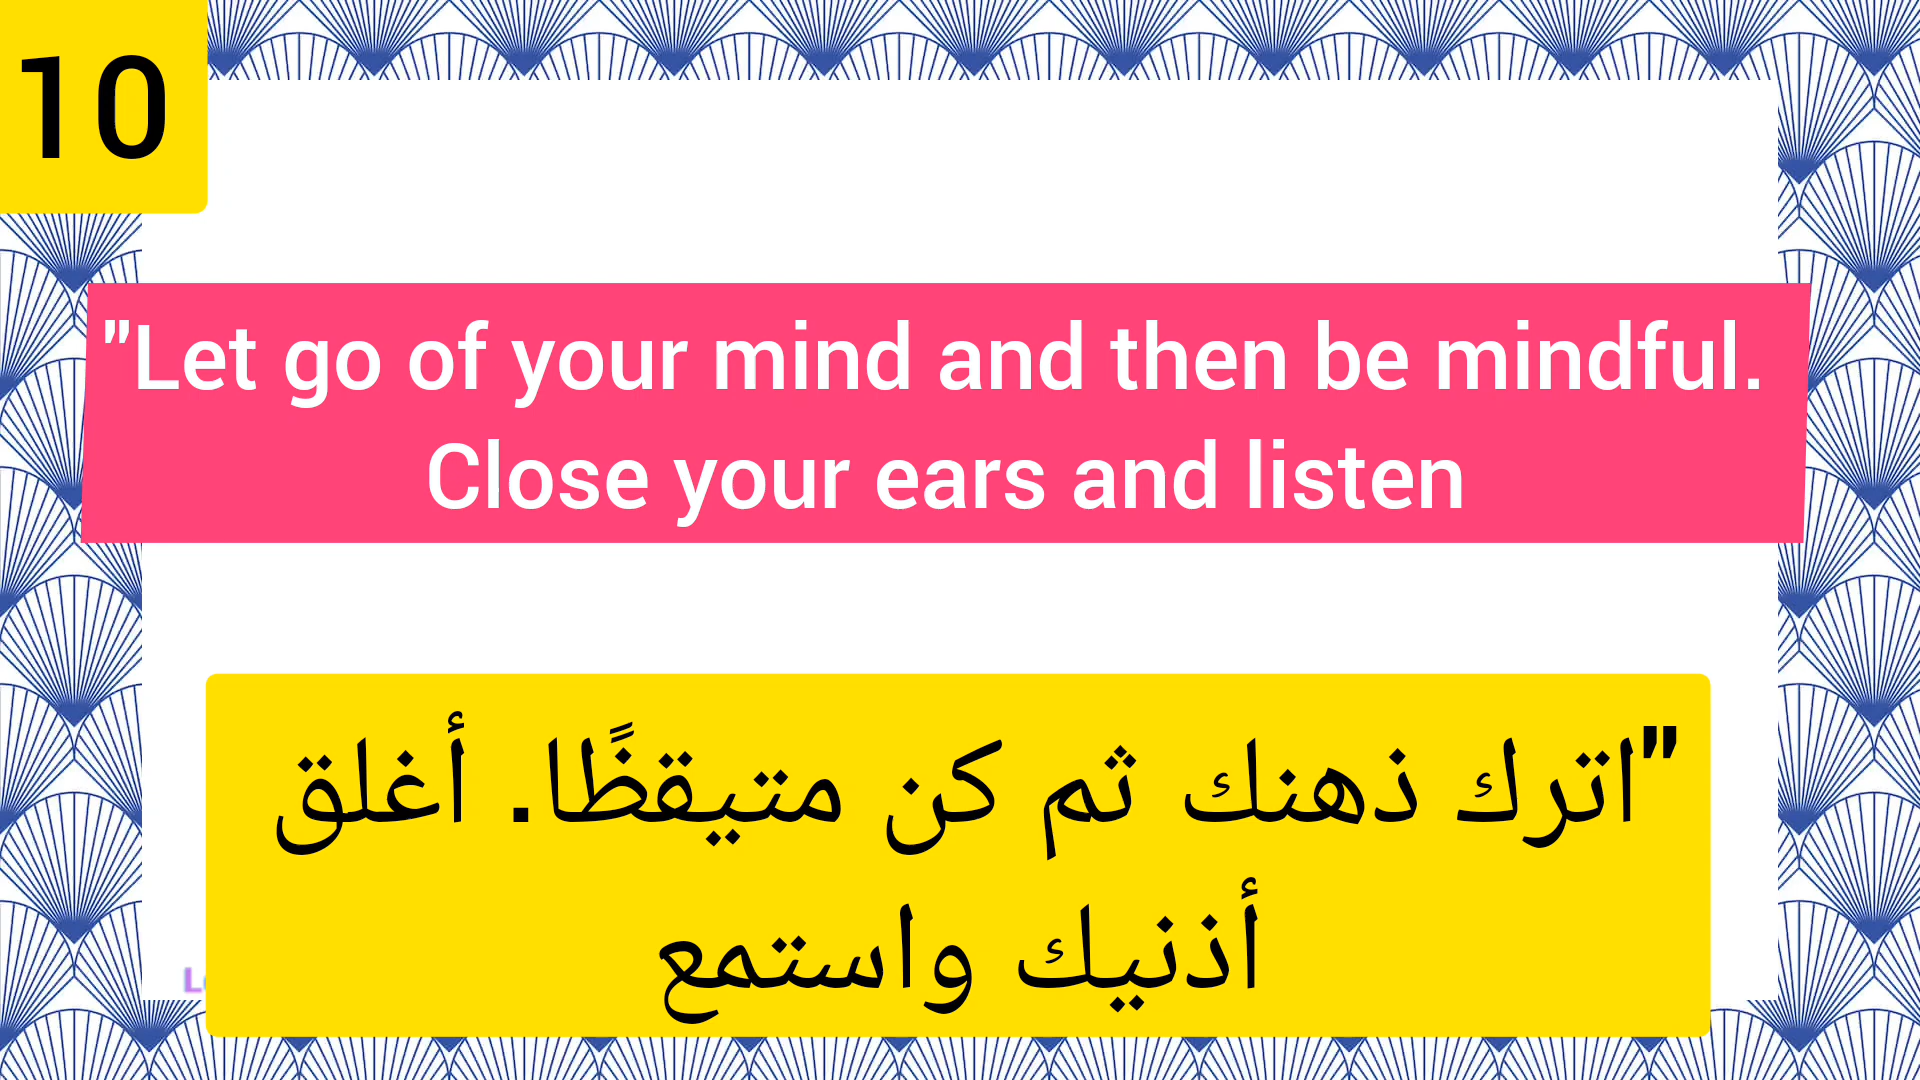 10
"Let go of your mind and then be mindful.
Close your ears and listen
"اترك ذهنك ثم كن متيقظًا. أغلق
أذنيك واستمع